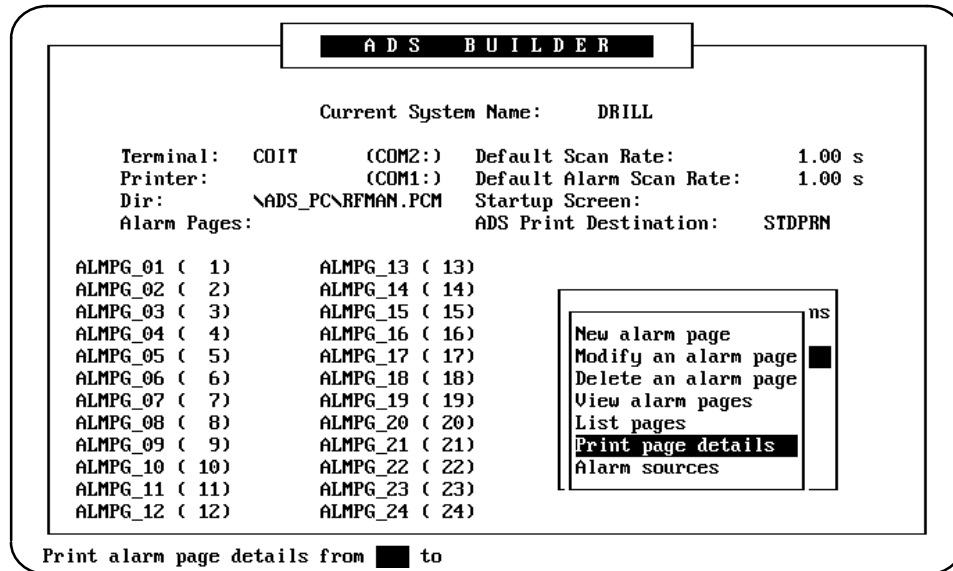 A D S   B U I L D E R
Current System Name: DRILL
Terminal: COIT (COM2:) Default Scan Rate: 1.00 s
Printer: (COM1:) Default Alarm Scan Rate: 1.00 s
Dir: \ADS_PC\RFMAN.PCM Startup Screen:
Alarm Pages: ADS Print Destination: STDPRN
ALMPG_01 (  1) ALMPG_13 ( 13)
ALMPG_02 (  2) ALMPG_14 ( 14)
ALMPG_03 (  3) ALMPG_15 ( 15) ns
ALMPG_04 (  4) ALMPG_16 ( 16) New alarm page
ALMPG_05 (  5) ALMPG_17 ( 17) Modify an alarm page
ALMPG_06 (  6) ALMPG_18 ( 18) Delete an alarm page
ALMPG_07 (  7) ALMPG_19 ( 19) View alarm pages
ALMPG_08 (  8) ALMPG_20 ( 20) List pages
ALMPG_09 (  9) ALMPG_21 ( 21) Print page details
ALMPG_10 ( 10) ALMPG_22 ( 22) Alarm sources
ALMPG_11 ( 11) ALMPG_23 ( 23)
ALMPG_12 ( 12) ALMPG_24 ( 24)
Print alarm page details from to